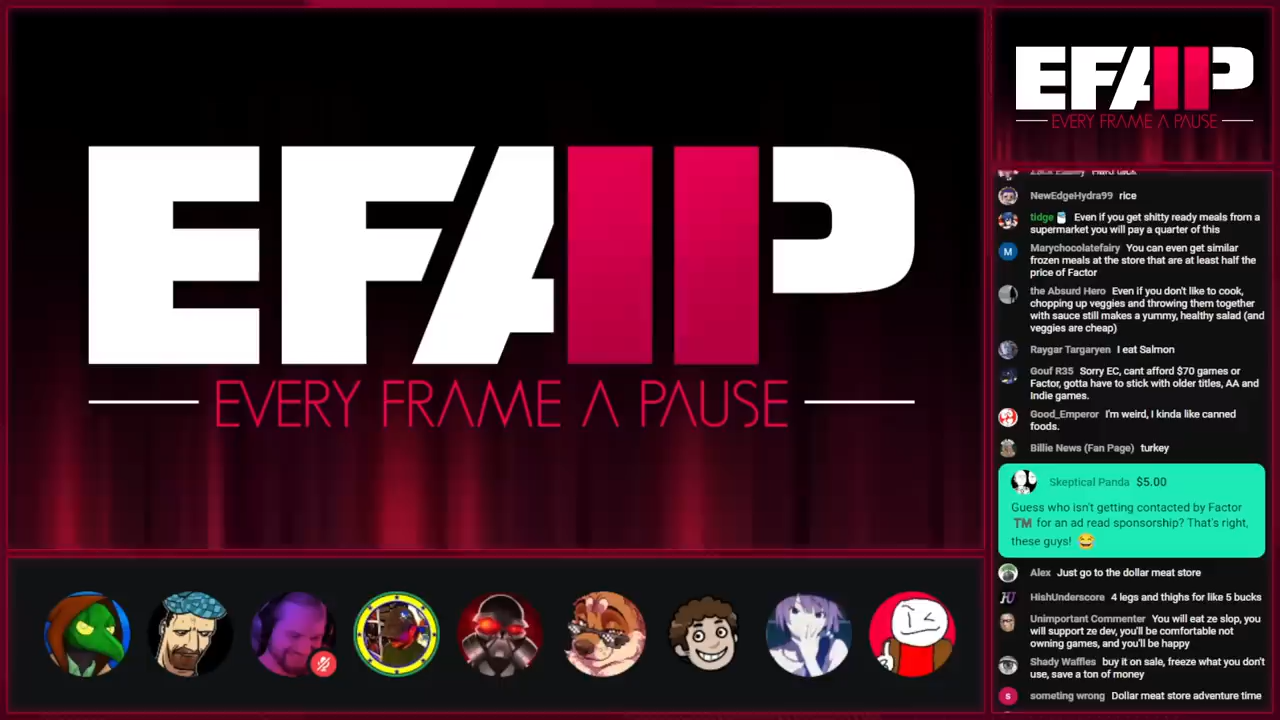 EFAP
EVERY FRAME A PAUSE
EFAP
EVERY FRAME A PAUSE
Hard tack
NewEdgeHydra99 rice
tidge Even if you get shitty ready meals from a
supermarket you will pay a quarter of this
M
Marychocolatefairy You can even get similar
frozen meals at the store that are at least half the
price of Factor
the Absurd Hero Even if you don't like to cook,
chopping up veggies and throwing them together
with sauce still makes a yummy, healthy salad (and
veggies are cheap)
Raygar Targaryen I eat Salmon
Gouf R35 Sorry EC, cant afford $70 games or
Factor, gotta have to stick with older titles, AA and
Indie games.
Good_Emperor I'm weird, I kinda like canned
foods.
Billie News (Fan Page) turkey
Skeptical Panda $5.00
Guess who isn't getting contacted by Factor
TM for an ad read sponsorship? That's right,
these guys! 😂
Alex Just go to the dollar meat store
HU
HishUnderscore 4 legs and thighs for like 5 bucks
Unimportant Commenter You will eat ze slop, you
will support ze dev, you'll be comfortable not
owning games, and you'll be happy
Shady Waffles buy it on sale, freeze what you don't
use, save a ton of money
s
someting wrong Dollar meat store adventure time